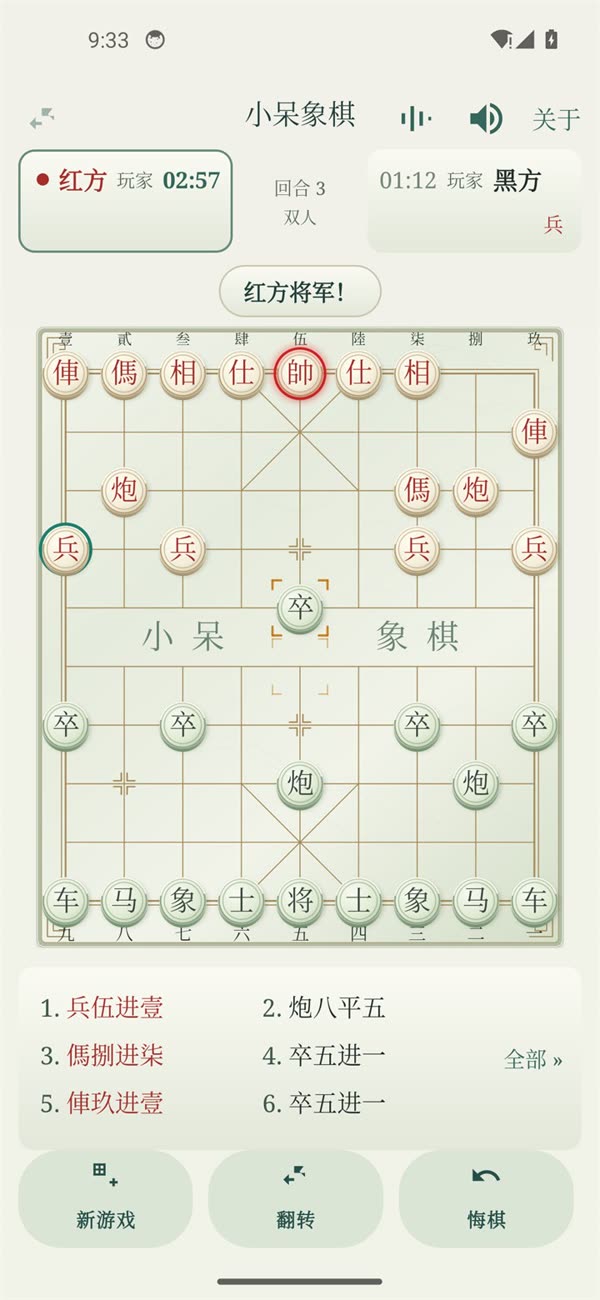 9:33
小呆象棋 关于
红方 玩家 02:57
回合 3
双人
01:12 玩家 黑方
兵
红方将军！
壹 貳 叁 肆 伍 陸 柒 捌 玖
俥 傌 相 仕 帥 仕 相
俥
炮 傌 炮
兵 兵 兵 兵
卒
小呆 象棋
卒 卒 卒 卒
炮 炮
车 马 象 士 将 士 象 马 车
九 八 七 六 五 四 三 二 一
1. 兵伍进壹 2. 炮八平五
3. 傌捌进柒 4. 卒五进一
全部 »
5. 俥玖进壹 6. 卒五进一
新游戏 翻转 悔棋